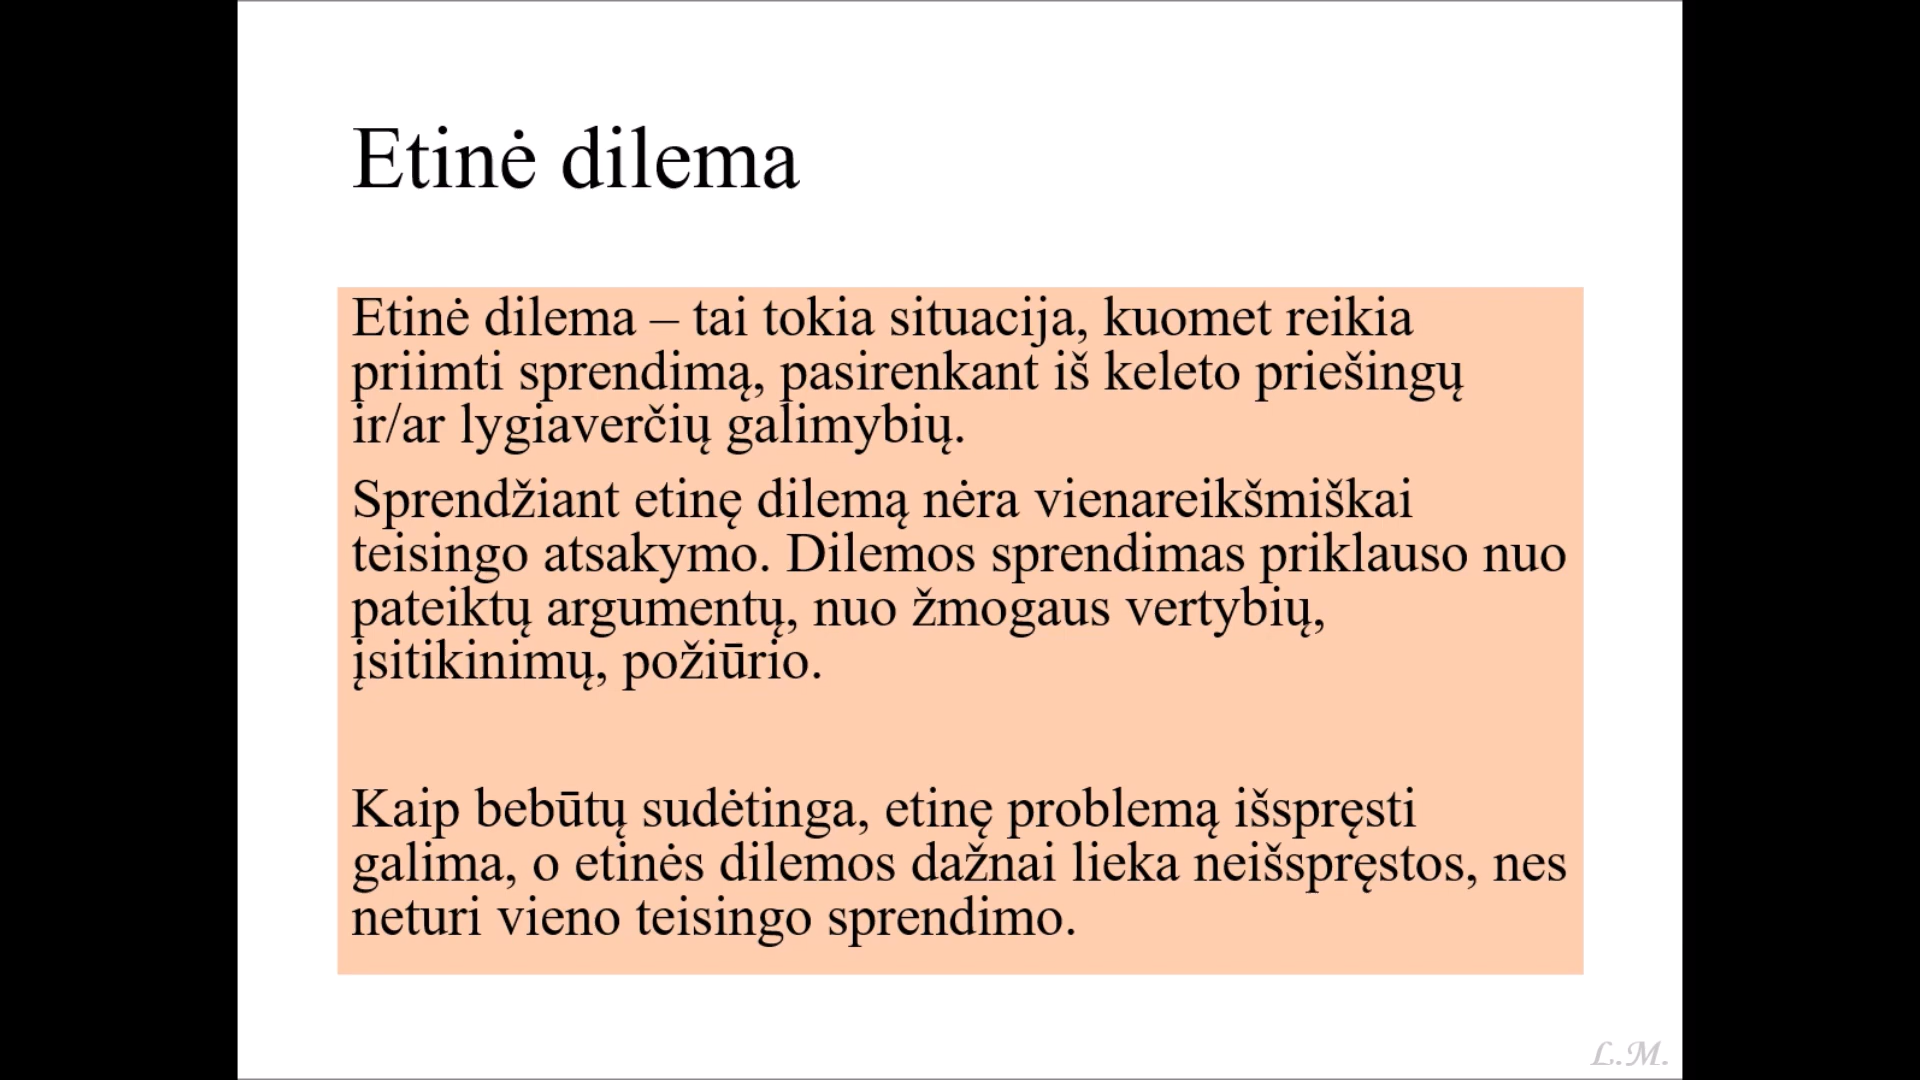 Etinė dilema
Etinė dilema – tai tokia situacija, kuomet reikia
priimti sprendimą, pasirenkant iš keleto priešingų
ir/ar lygiaverčių galimybių.
Sprendžiant etinę dilemą nėra vienareikšmiškai
teisingo atsakymo. Dilemos sprendimas priklauso nuo
pateiktų argumentų, nuo žmogaus vertybių,
įsitikinimų, požiūrio.
Kaip bebūtų sudėtinga, etinę problemą išspręsti
galima, o etinės dilemos dažnai lieka neišspręstos, nes
neturi vieno teisingo sprendimo.
L.M.